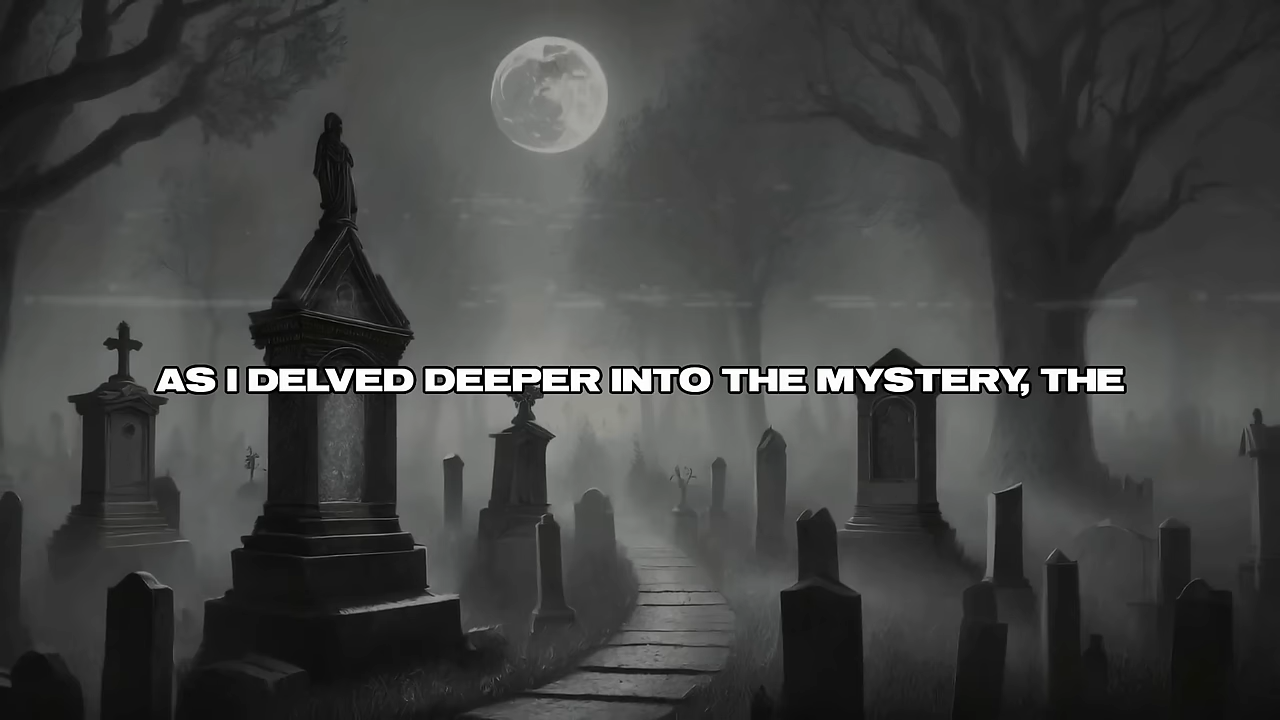 AS I DELVED DEEPER INTO THE MYSTERY, THE